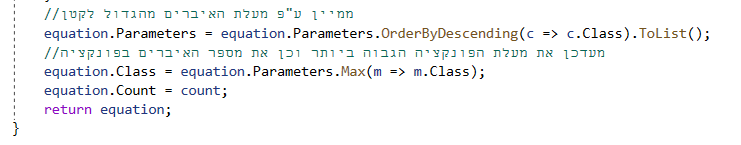 //ממיין ע"פ מעלת האיברים מהגדול לקטן
equation.Parameters = equation.Parameters.OrderByDescending(c => c.Class).ToList();
//מעדכן את מעלת הפונקציה הגבוה ביותר וכן את מספר האיברים בפונקציה
equation.Class = equation.Parameters.Max(m => m.Class);
equation.Count = count;
return equation;
}